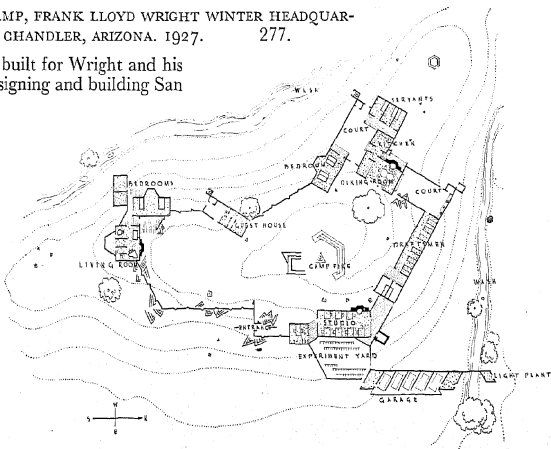 AMP, FRANK LLOYD WRIGHT WINTER HEADQUAR-
CHANDLER, ARIZONA. 1927. 277.
built for Wright and his
signing and building San
WASH
SERVANTS
COURT
KITCHEN
BEDROOM
DINING ROOM
COURT
BEDROOMS
GUEST HOUSE
DRAFTSMEN
LIVING ROOM
CAMP FIRE
WASH
ENTRANCE
STUDIO
EXPERIMENT YARD
LIGHT PLANT
GARAGE
W
S N
E